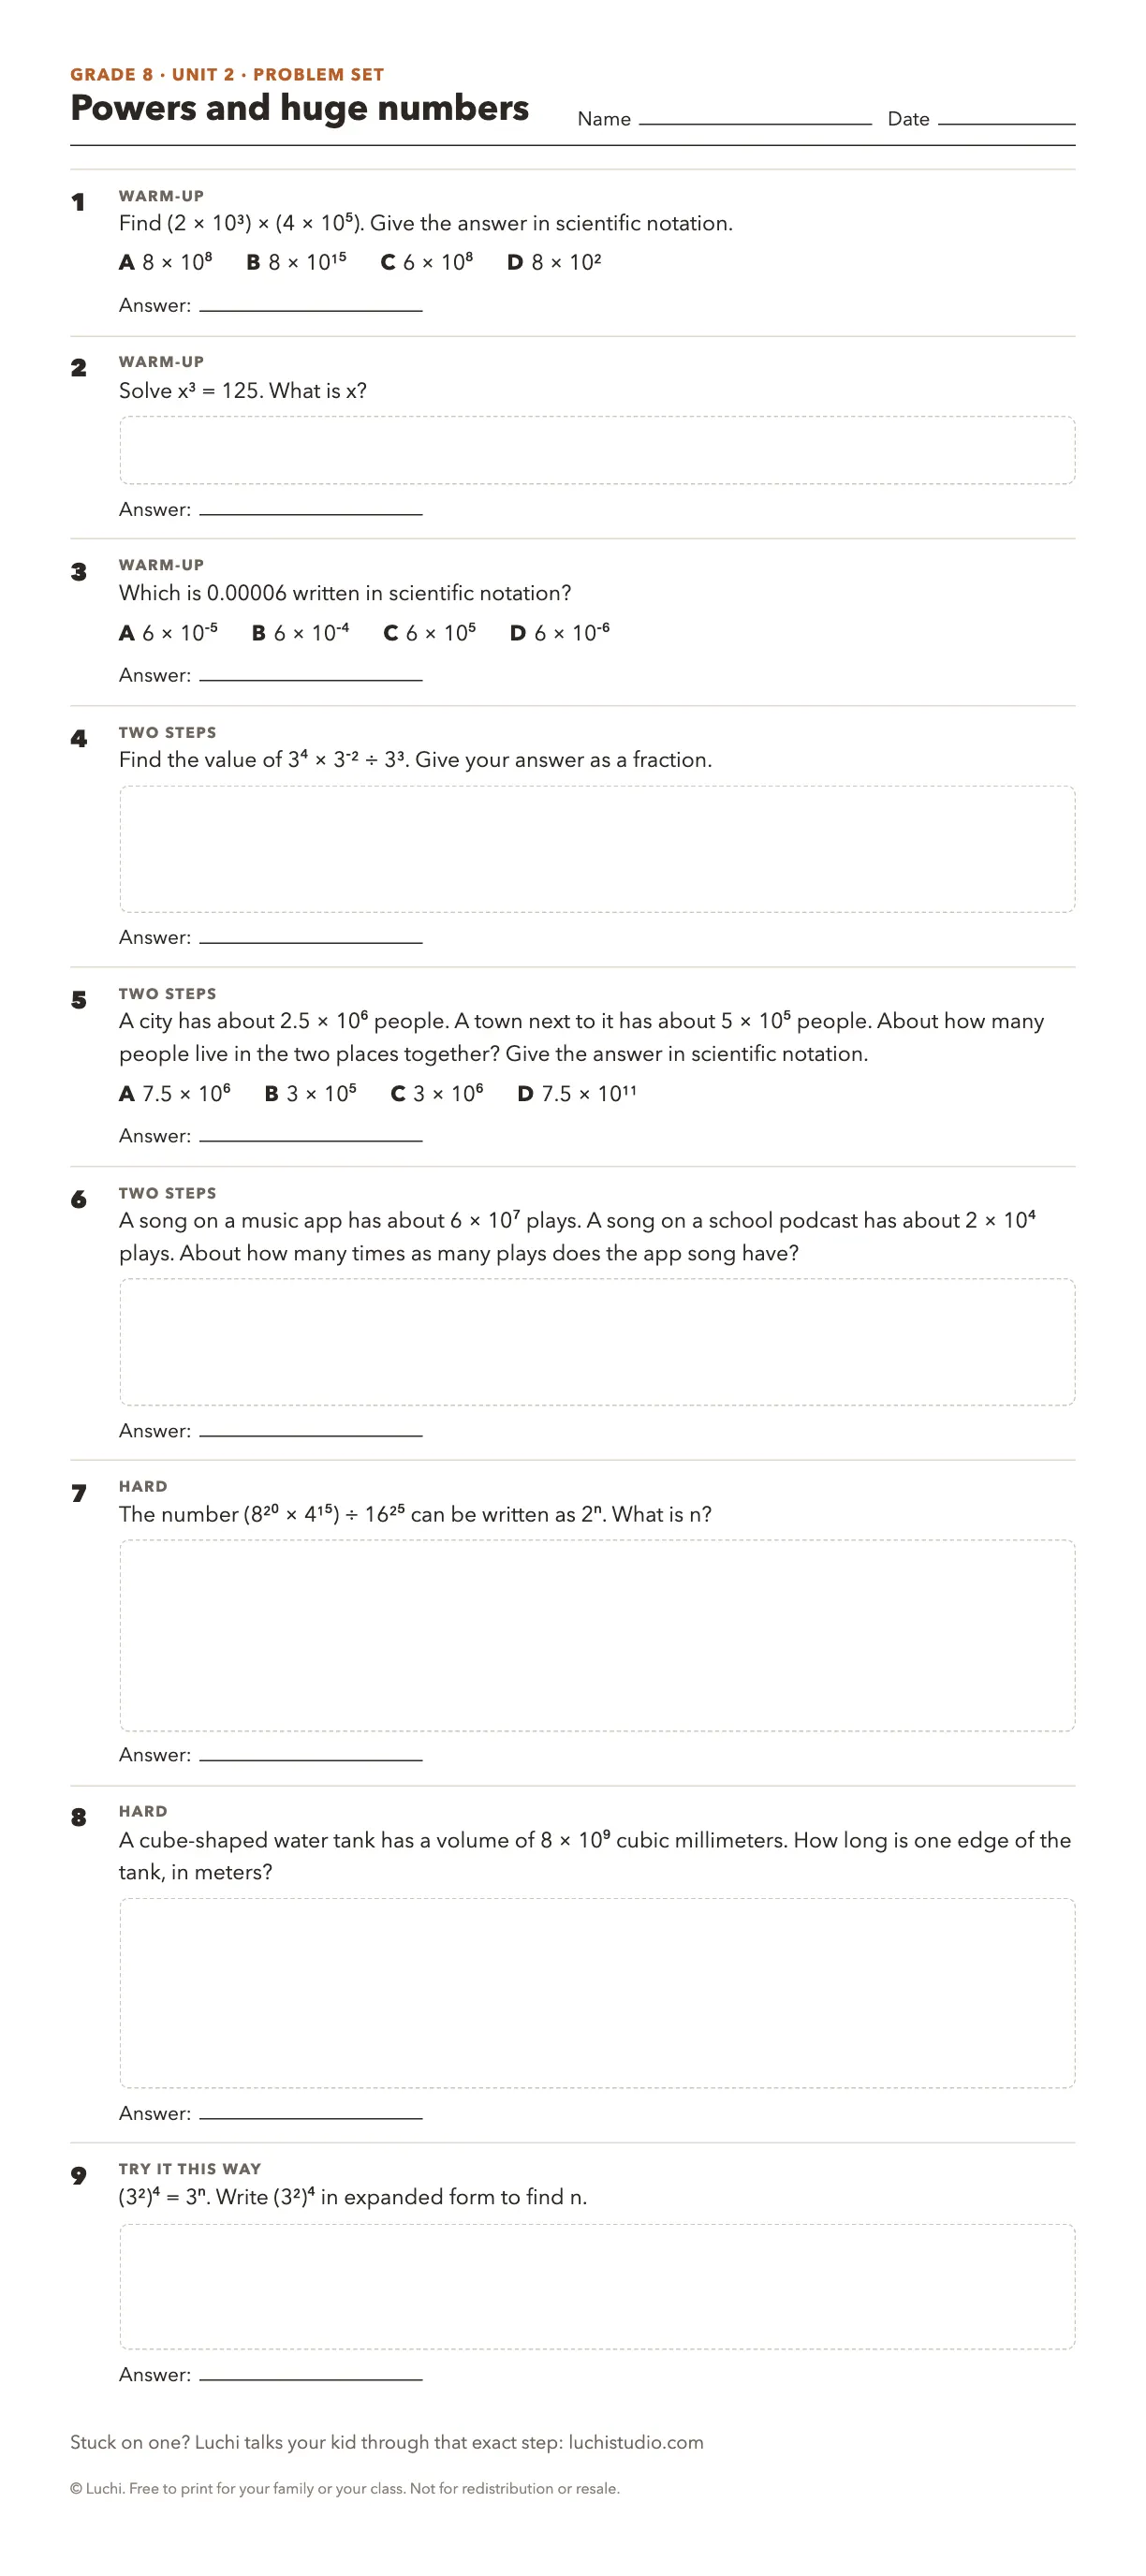 GRADE 8 · UNIT 2 · PROBLEM SET
Powers and huge numbers
Name Date
1
WARM-UP
Find (2 × 10³) × (4 × 10⁵). Give the answer in scientific notation.
A 8 × 10⁸ B 8 × 10¹⁵ C 6 × 10⁸ D 8 × 10²
Answer:
2
WARM-UP
Solve x³ = 125. What is x?
Answer:
3
WARM-UP
Which is 0.00006 written in scientific notation?
A 6 × 10⁻⁵ B 6 × 10⁻⁴ C 6 × 10⁵ D 6 × 10⁻⁶
Answer:
4
TWO STEPS
Find the value of 3⁴ × 3⁻² ÷ 3³. Give your answer as a fraction.
Answer:
5
TWO STEPS
A city has about 2.5 × 10⁶ people. A town next to it has about 5 × 10⁵ people. About how many
people live in the two places together? Give the answer in scientific notation.
A 7.5 × 10⁶ B 3 × 10⁵ C 3 × 10⁶ D 7.5 × 10¹¹
Answer:
6
TWO STEPS
A song on a music app has about 6 × 10⁷ plays. A song on a school podcast has about 2 × 10⁴
plays. About how many times as many plays does the app song have?
Answer:
7
HARD
The number (8²⁰ × 4¹⁵) ÷ 16²⁵ can be written as 2ⁿ. What is n?
Answer:
8
HARD
A cube-shaped water tank has a volume of 8 × 10⁹ cubic millimeters. How long is one edge of the
tank, in meters?
Answer:
9
TRY IT THIS WAY
(3²)⁴ = 3ⁿ. Write (3²)⁴ in expanded form to find n.
Answer:
Stuck on one? Luchi talks your kid through that exact step: luchistudio.com
© Luchi. Free to print for your family or your class. Not for redistribution or resale.